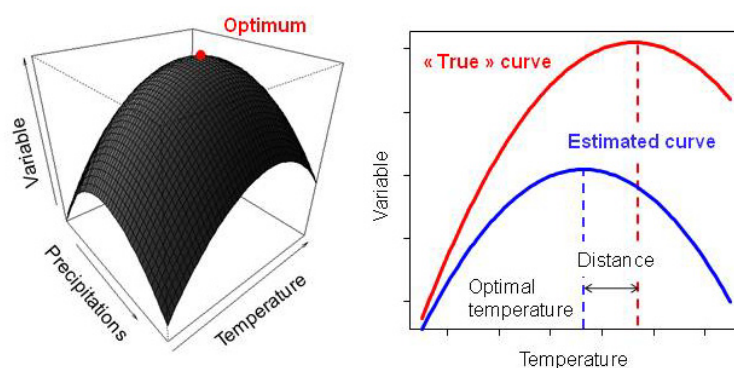 Optimum
Variable
Precipitations
Temperature
« True » curve
Estimated curve
Variable
Distance
Optimal
temperature
Temperature